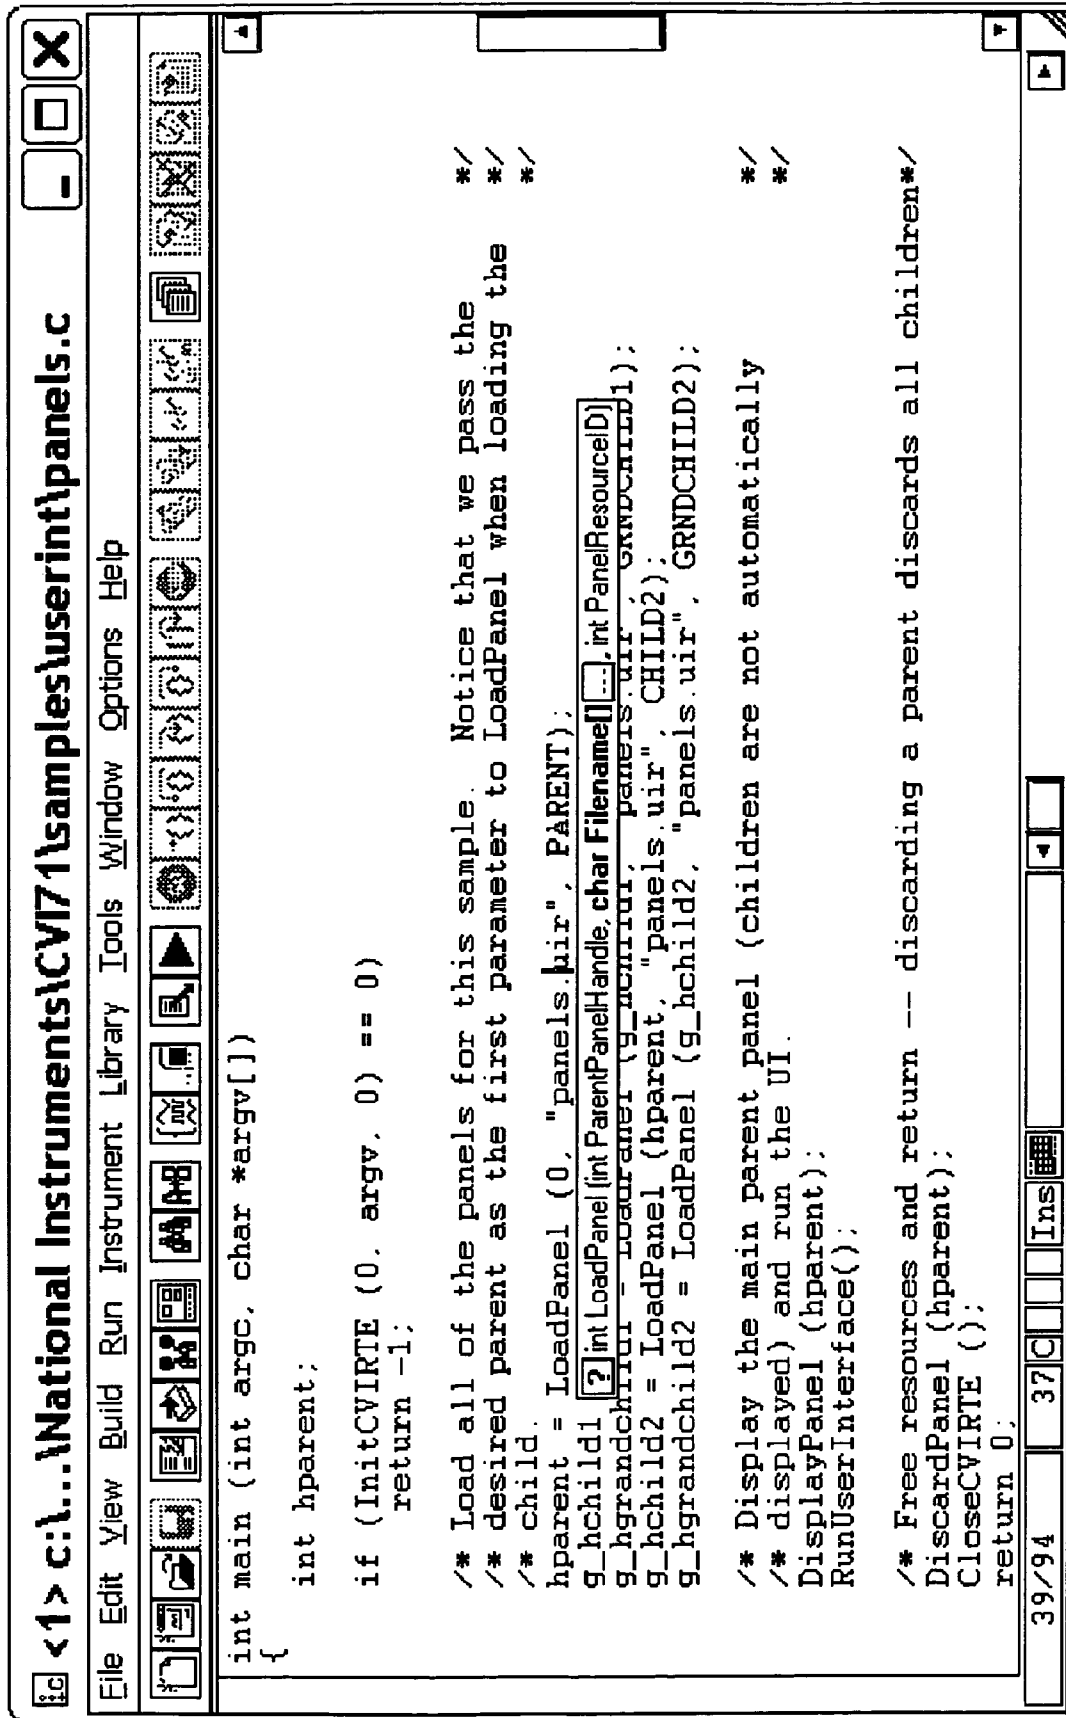 <1> c:\...\National Instruments\CVI71\samples\userint\panels.c
File Edit View Build Run Instrument Library Tools Window Options Help
int main (int argc, char *argv[])
{
int hparent;
if (InitCVIRTE (0, argv, 0) == 0)
return -1;
/* Load all of the panels for this sample. Notice that we pass the */
/* desired parent as the first parameter to LoadPanel when loading the */
/* child. */
hparent = LoadPanel (0, "panels.uir", PARENT);
g_hchild1
? int LoadPanel (int ParentPanelHandle, char Filename[] ..., int PanelResourceID)
g_hgrandchild1 = LoadPanel (g_hchild1, "panels.uir", GRNDCHILD1);
g_hchild2 = LoadPanel (hparent, "panels.uir", CHILD2);
g_hgrandchild2 = LoadPanel (g_hchild2, "panels.uir", GRNDCHILD2);
/* Display the main parent panel (children are not automatically */
/* displayed) and run the UI. */
DisplayPanel (hparent);
RunUserInterface();
/* Free resources and return -- discarding a parent discards all children*/
DiscardPanel (hparent);
CloseCVIRTE ();
return 0;
39/94 37 C Ins